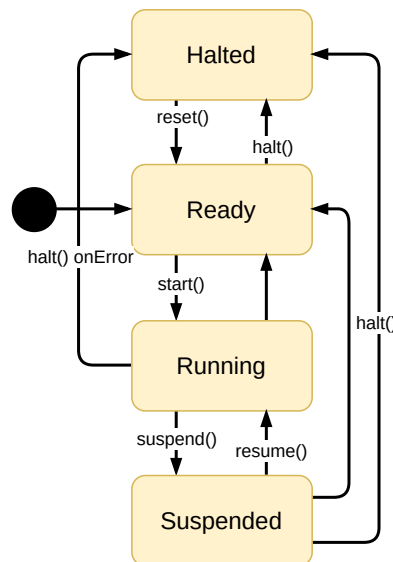 Halted
reset()
halt()
Ready
halt() onError
start()
halt()
Running
suspend()
resume()
Suspended